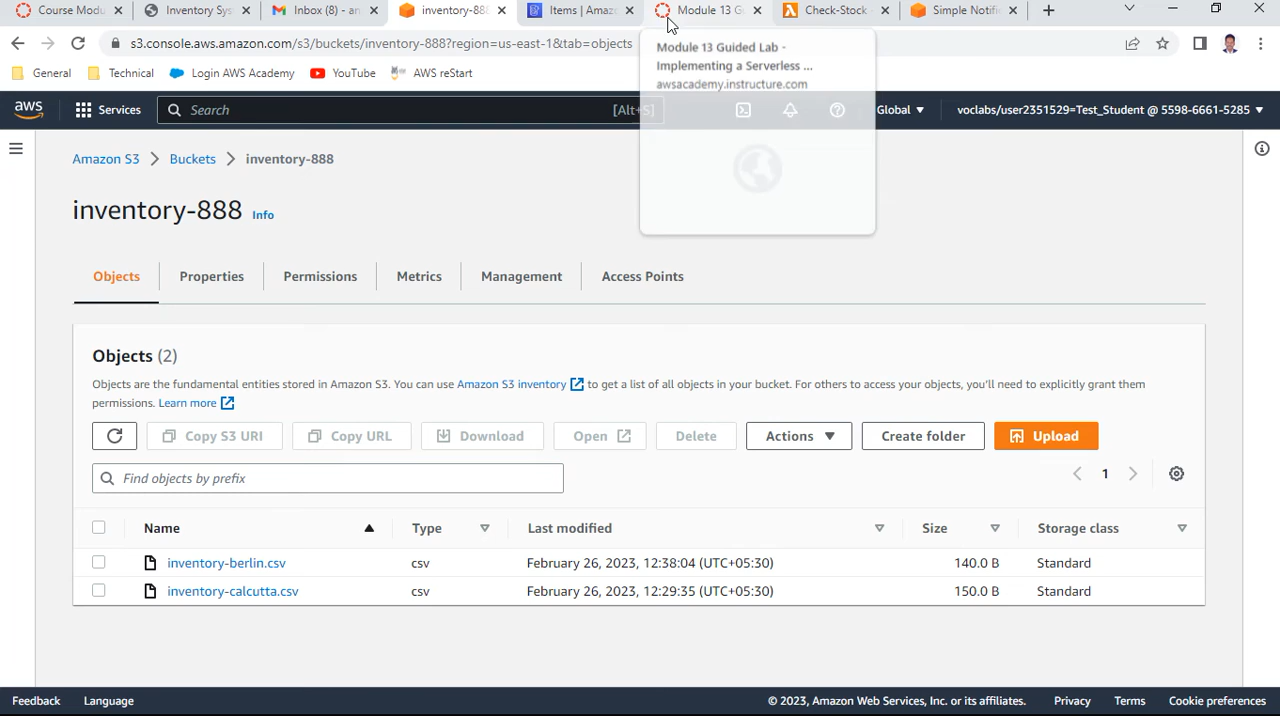 Course Modu
Inventory Sys
Inbox (8) - an
inventory-888
Items | Amaz
Module 13 G
Check-Stock
Simple Notifi
s3.console.aws.amazon.com/s3/buckets/inventory-888?region=us-east-1&tab=objects
General
Technical
Login AWS Academy
YouTube
AWS reStart
Module 13 Guided Lab -
Implementing a Serverless ...
awsacademy.instructure.com
aws
Services
Search
[Alt+S]
Global
voclabs/user2351529=Test_Student @ 5598-6661-5285
Amazon S3
Buckets
inventory-888
inventory-888
Info
Objects
Properties
Permissions
Metrics
Management
Access Points
Objects (2)
Objects are the fundamental entities stored in Amazon S3. You can use Amazon S3 inventory to get a list of all objects in your bucket. For others to access your objects, you'll need to explicitly grant them
permissions. Learn more
Copy S3 URI
Copy URL
Download
Open
Delete
Actions
Create folder
Upload
Find objects by prefix
1
Name
Type
Last modified
Size
Storage class
inventory-berlin.csv
csv
February 26, 2023, 12:38:04 (UTC+05:30)
140.0 B
Standard
inventory-calcutta.csv
csv
February 26, 2023, 12:29:35 (UTC+05:30)
150.0 B
Standard
Feedback
Language
© 2023, Amazon Web Services, Inc. or its affiliates.
Privacy
Terms
Cookie preferences